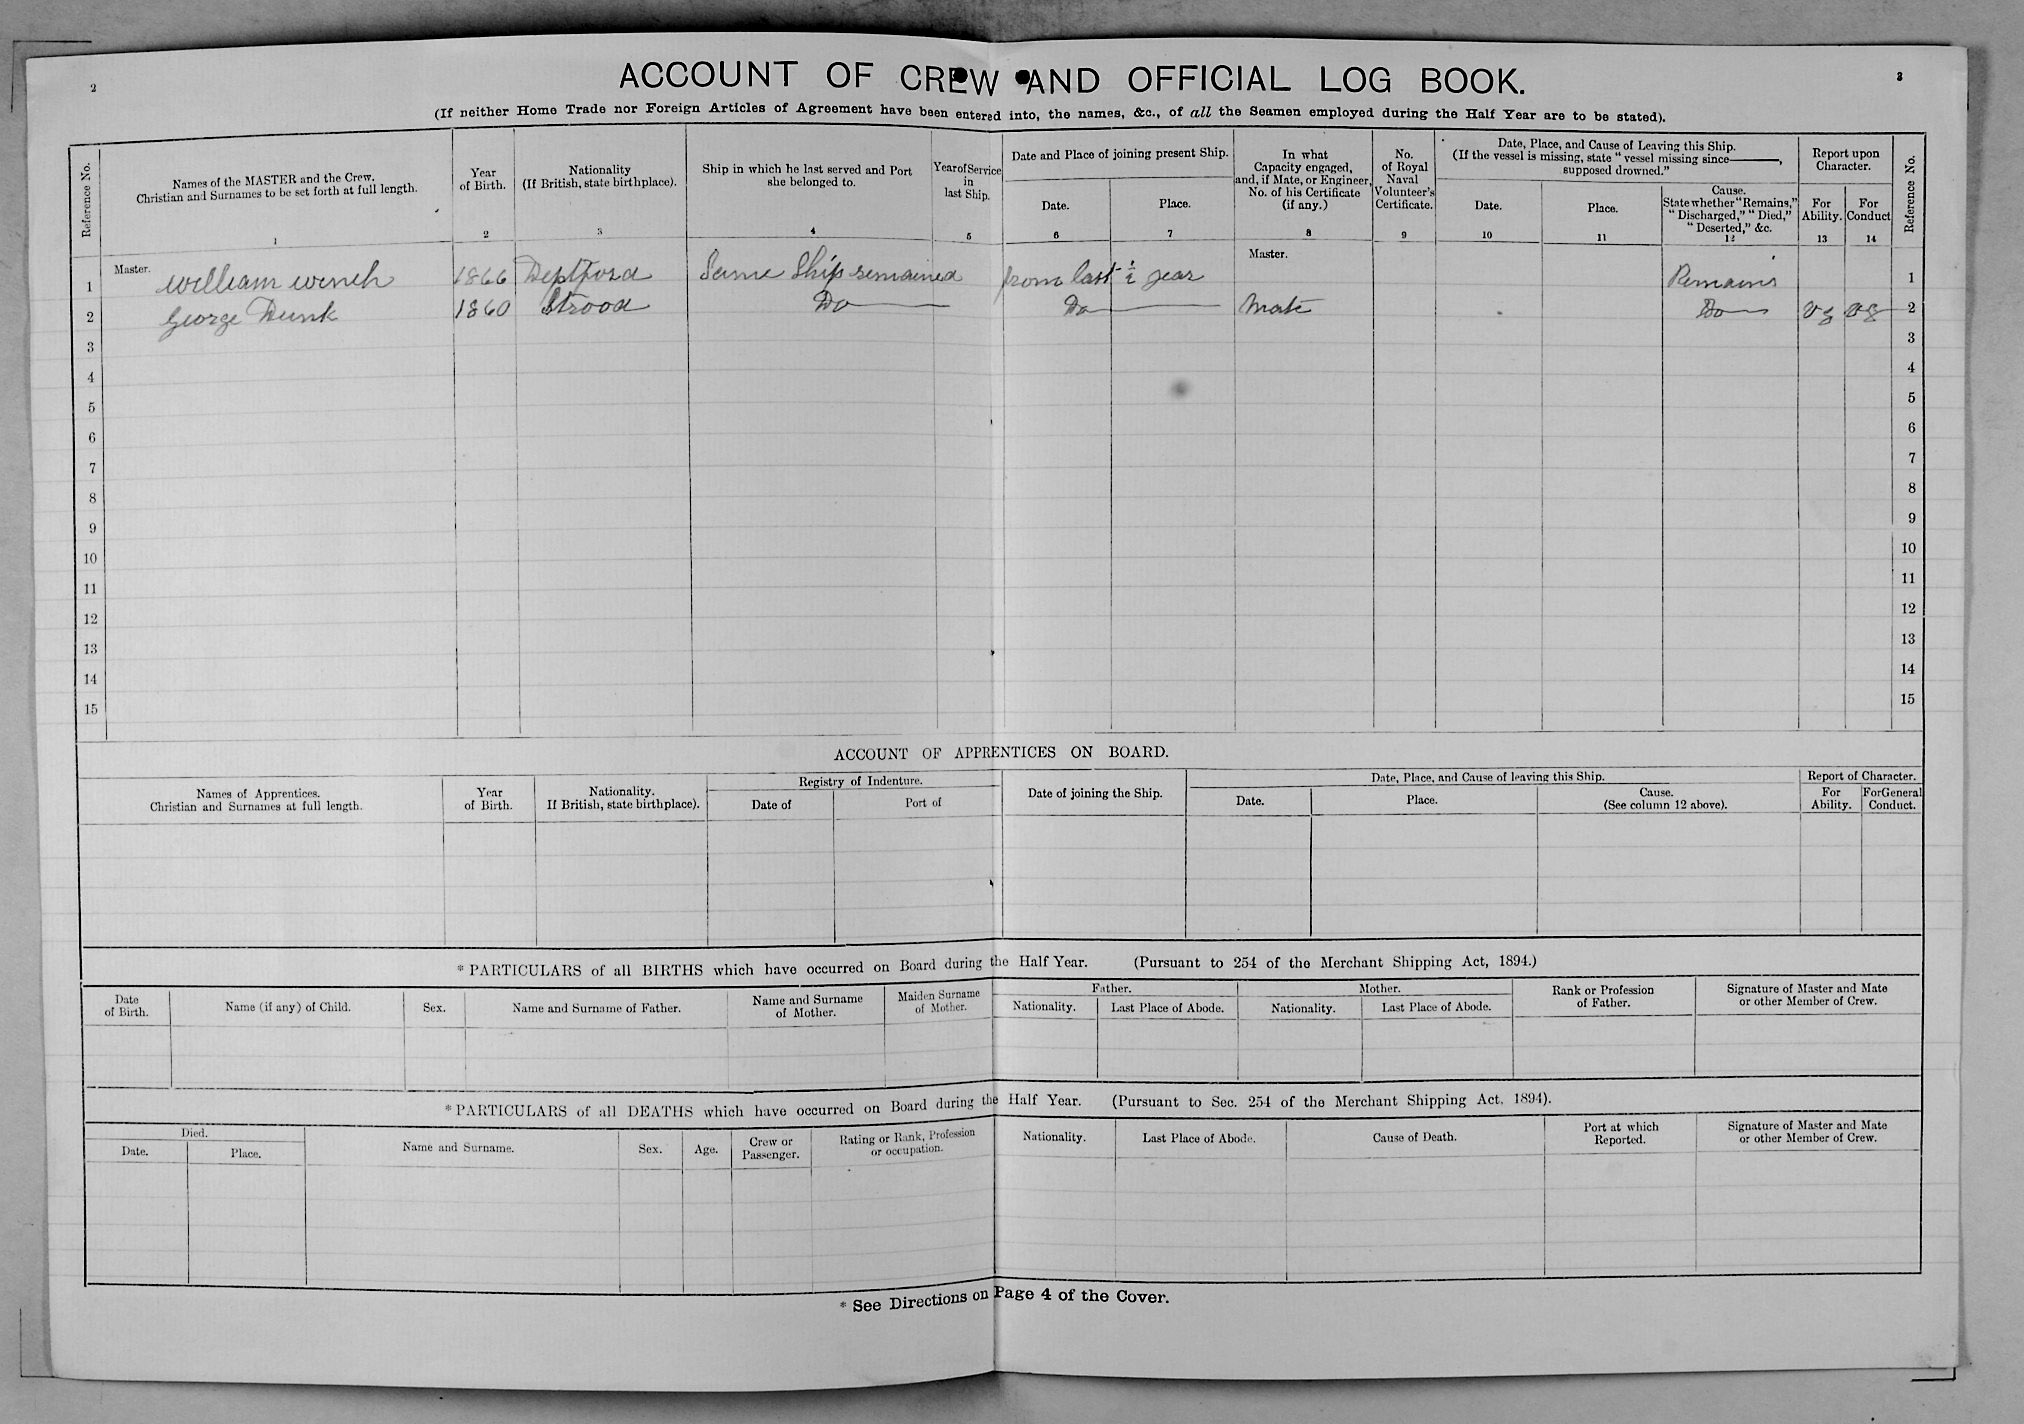 2
3
ACCOUNT OF CREW AND OFFICIAL LOG BOOK.
(If neither Home Trade nor Foreign Articles of Agreement have been entered into, the names, &c., of all the Seamen employed during the Half Year are to be stated).
Reference No.
Names of the MASTER and the Crew.
Christian and Surnames to be set forth at full length.
1
Year
of Birth.
2
Nationality
(If British, state birthplace).
3
Ship in which he last served and Port
she belonged to.
4
Year of Service
in
last Ship.
5
Date and Place of joining present Ship.
Date.
6
Place.
7
In what
Capacity engaged,
and, if Mate, or Engineer,
No. of his Certificate
(if any.)
8
No.
of Royal
Naval
Volunteer's
Certificate.
9
Date, Place, and Cause of Leaving this Ship.
(If the vessel is missing, state "vessel missing since———,
supposed drowned."
Date.
10
Place.
11
Cause.
State whether "Remains,"
"Discharged," "Died,"
"Deserted," &c.
12
Report upon
Character.
For
Ability.
13
For
Conduct
14
Reference No.
1 Master. William Winch 1866 Deptford Same Ship remained from last ½ year Master. Remains 1
2 George Dunk 1860 Strood Do Do Mate Do V g V g 2
3 3
4 4
5 5
6 6
7 7
8 8
9 9
10 10
11 11
12 12
13 13
14 14
15 15
ACCOUNT OF APPRENTICES ON BOARD.
Names of Apprentices.
Christian and Surnames at full length.
Year
of Birth.
Nationality.
If British, state birthplace).
Registry of Indenture.
Date of
Port of
Date of joining the Ship.
Date, Place, and Cause of leaving this Ship.
Date.
Place.
Cause.
(See column 12 above).
Report of Character.
For
Ability.
For General
Conduct.
*PARTICULARS of all BIRTHS which have occurred on Board during the Half Year. (Pursuant to 254 of the Merchant Shipping Act, 1894.)
Date
of Birth.
Name (if any) of Child.
Sex.
Name and Surname of Father.
Name and Surname
of Mother.
Maiden Surname
of Mother.
Father.
Nationality.
Last Place of Abode.
Mother.
Nationality.
Last Place of Abode.
Rank or Profession
of Father.
Signature of Master and Mate
or other Member of Crew.
*PARTICULARS of all DEATHS which have occurred on Board during the Half Year. (Pursuant to Sec. 254 of the Merchant Shipping Act, 1894).
Died.
Date.
Place.
Name and Surname.
Sex.
Age.
Crew or
Passenger.
Rating or Rank, Profession
or occupation.
Nationality.
Last Place of Abode.
Cause of Death.
Port at which
Reported.
Signature of Master and Mate
or other Member of Crew.
* See Directions on Page 4 of the Cover.